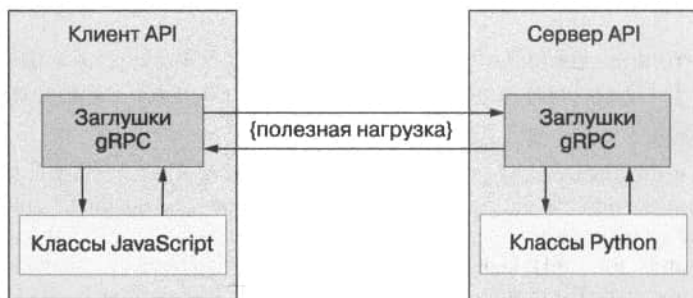 Клиент API
Сервер API
Заглушки
gRPC
{полезная нагрузка}
Заглушки
gRPC
Классы JavaScript
Классы Python